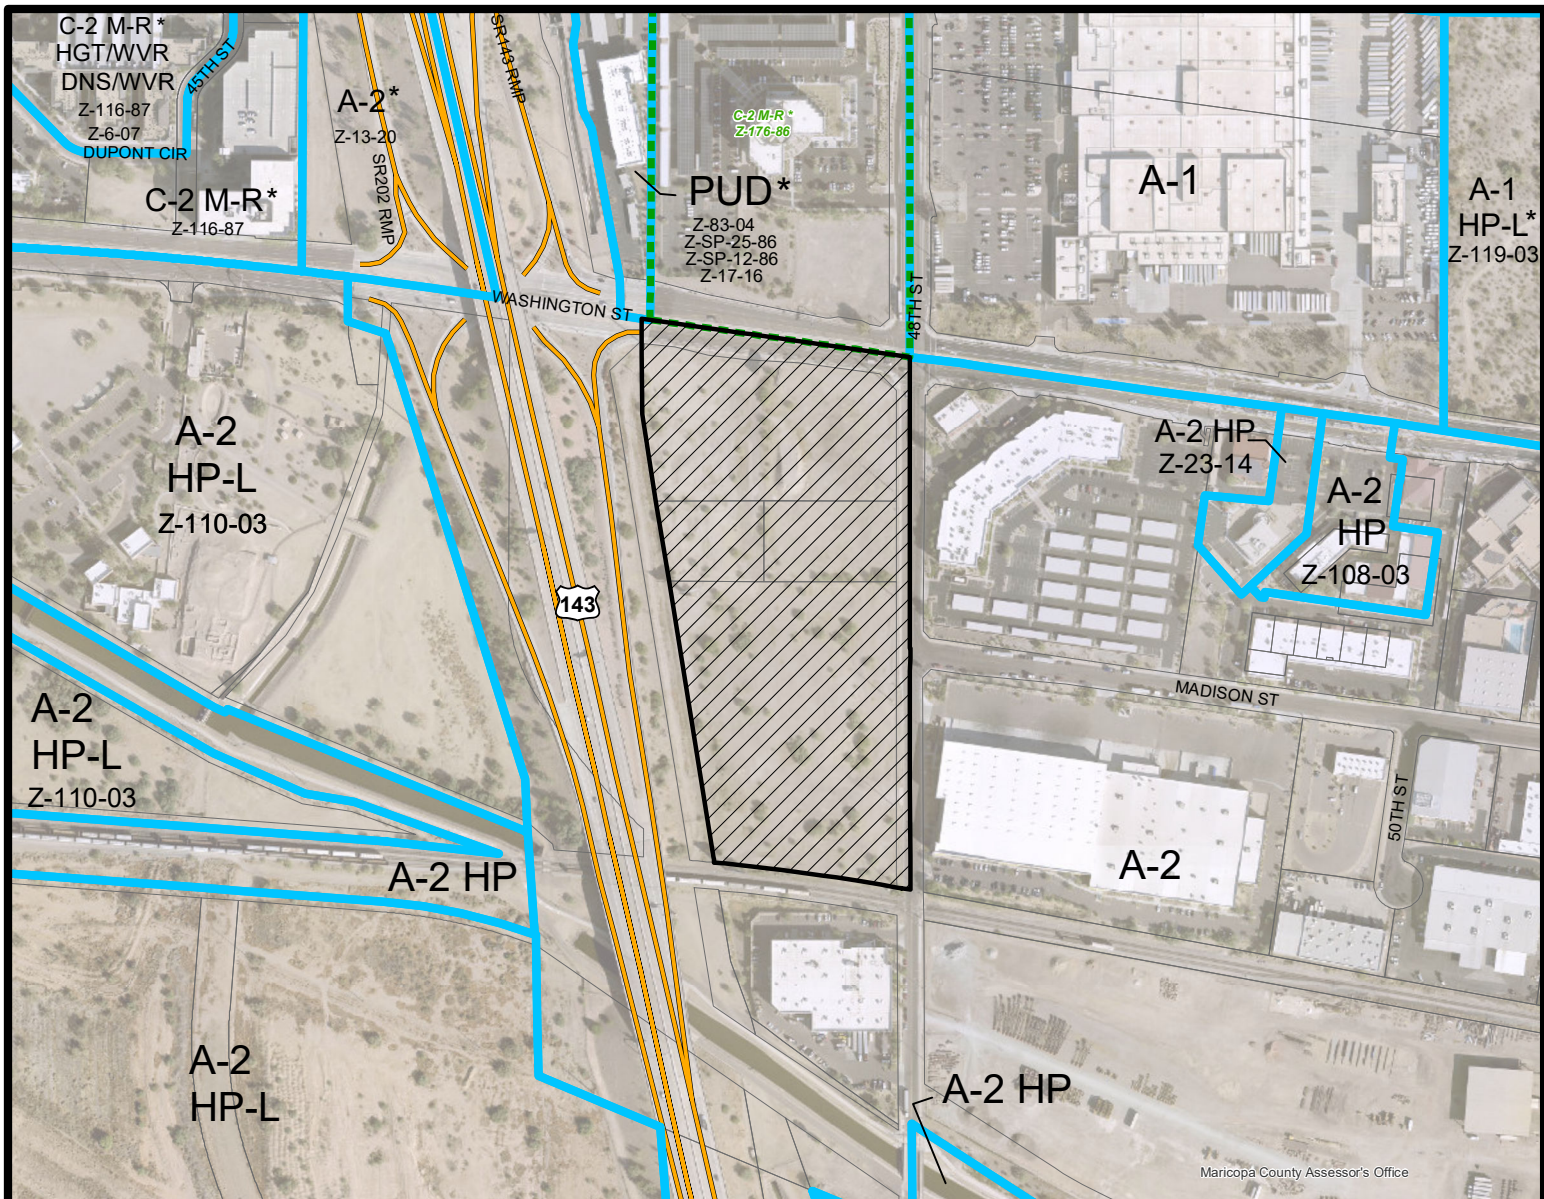 C-2 M-R *
HGT/WVR
DNS/WVR
Z-116-87
Z-6-07
DUPONT CIR
45TH ST
C-2 M-R *
Z-116-87
A-2 *
Z-13-20
SR202 RMP
SR143 RMP
C-2 M-R *
Z-176-86
PUD *
Z-83-04
Z-SP-25-86
Z-SP-12-86
Z-17-16
A-1
A-1
HP-L*
Z-119-03
WASHINGTON ST
48TH ST
A-2
HP-L
Z-110-03
A-2 HP
Z-23-14
A-2
HP
Z-108-03
143
MADISON ST
A-2
HP-L
Z-110-03
50TH ST
A-2
A-2 HP
A-2
HP-L
A-2 HP
Maricopa County Assessor's Office